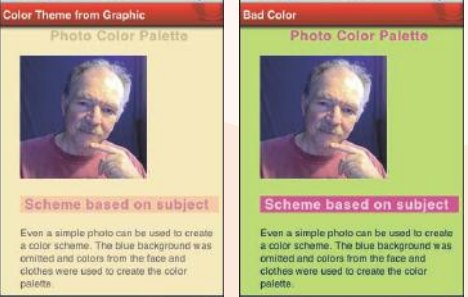 Color Theme from Graphic
Photo Color Palette
Scheme based on subject
Even a simple photo can be used to create
a color scheme. The blue background was
omitted and colors from the face and
clothes were used to create the color
palette.
Bad Color
Photo Color Palette
Scheme based on subject
Even a simple photo can be used to create
a color scheme. The blue background was
omitted and colors from the face and
clothes were used to create the color
palette.